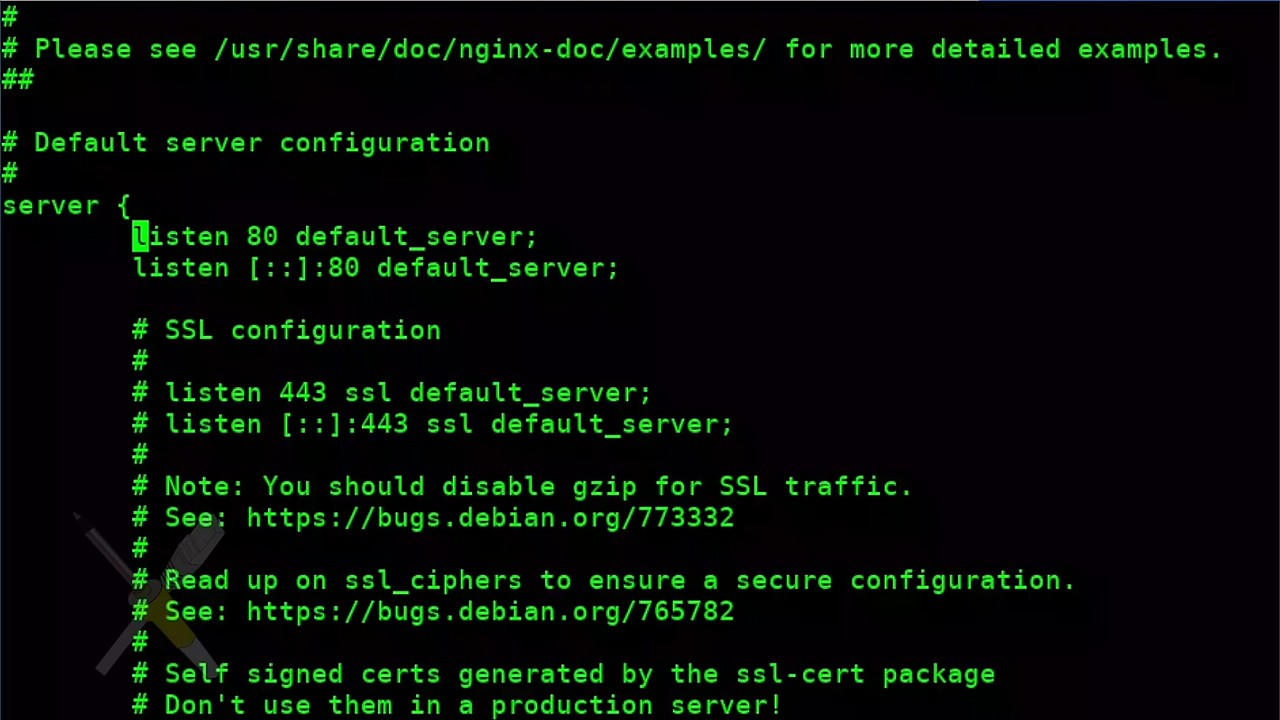 #
# Please see /usr/share/doc/nginx-doc/examples/ for more detailed examples.
##
# Default server configuration
#
server {
listen 80 default_server;
listen [::]:80 default_server;
# SSL configuration
#
# listen 443 ssl default_server;
# listen [::]:443 ssl default_server;
#
# Note: You should disable gzip for SSL traffic.
# See: https://bugs.debian.org/773332
#
# Read up on ssl_ciphers to ensure a secure configuration.
# See: https://bugs.debian.org/765782
#
# Self signed certs generated by the ssl-cert package
# Don't use them in a production server!